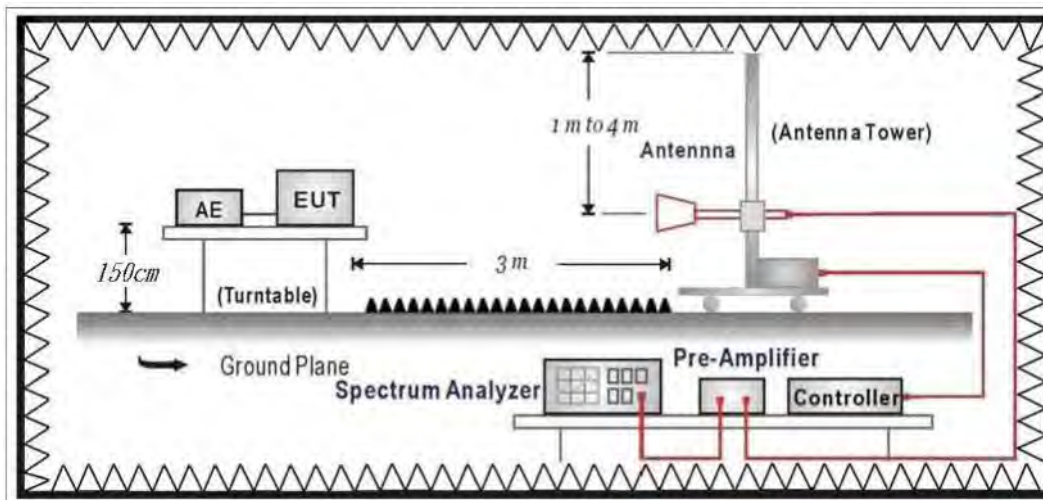 1 m to 4 m
Antennna
(Antenna Tower)
AE
EUT
150cm
(Turntable)
3 m
Ground Plane
Pre-Amplifier
Spectrum Analyzer
Controller